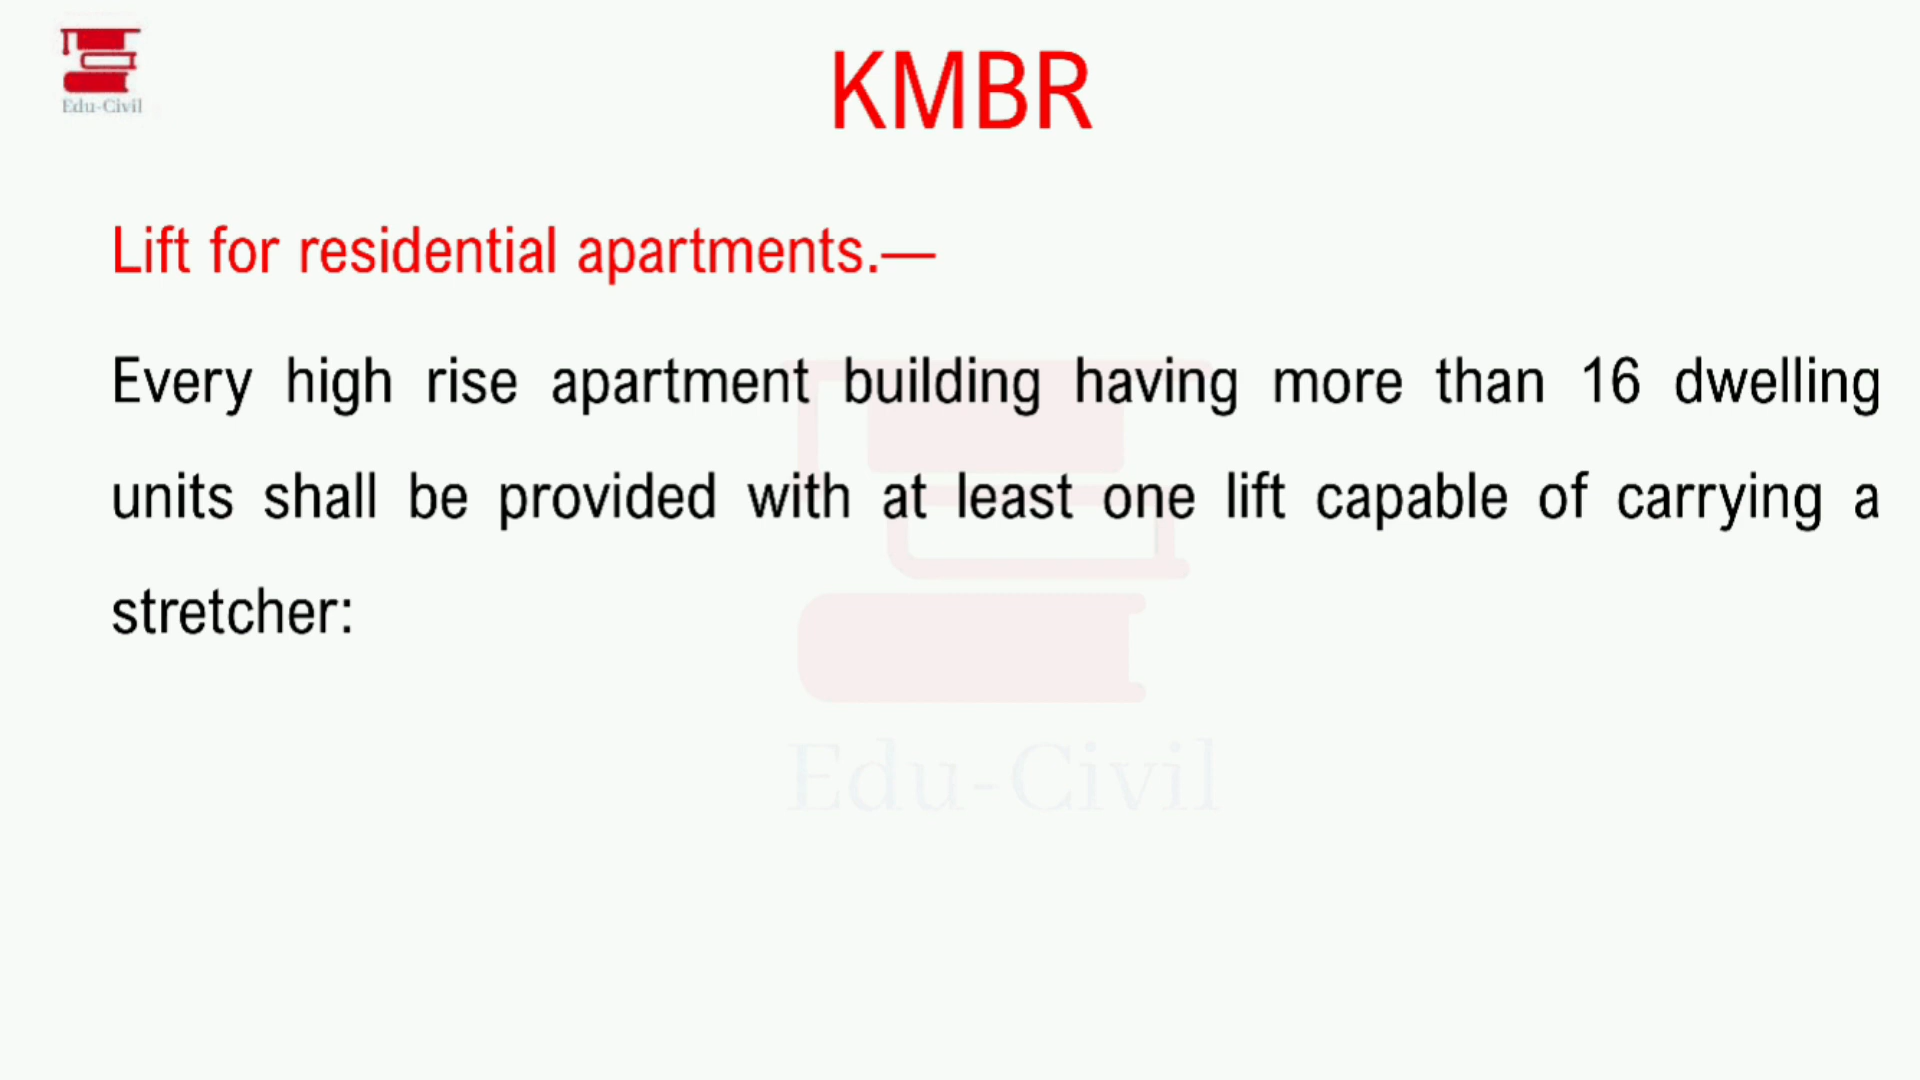 Edu-Civil
KMBR
Lift for residential apartments.—
Every high rise apartment building having more than 16 dwelling
units shall be provided with at least one lift capable of carrying a
stretcher:
Edu-Civil